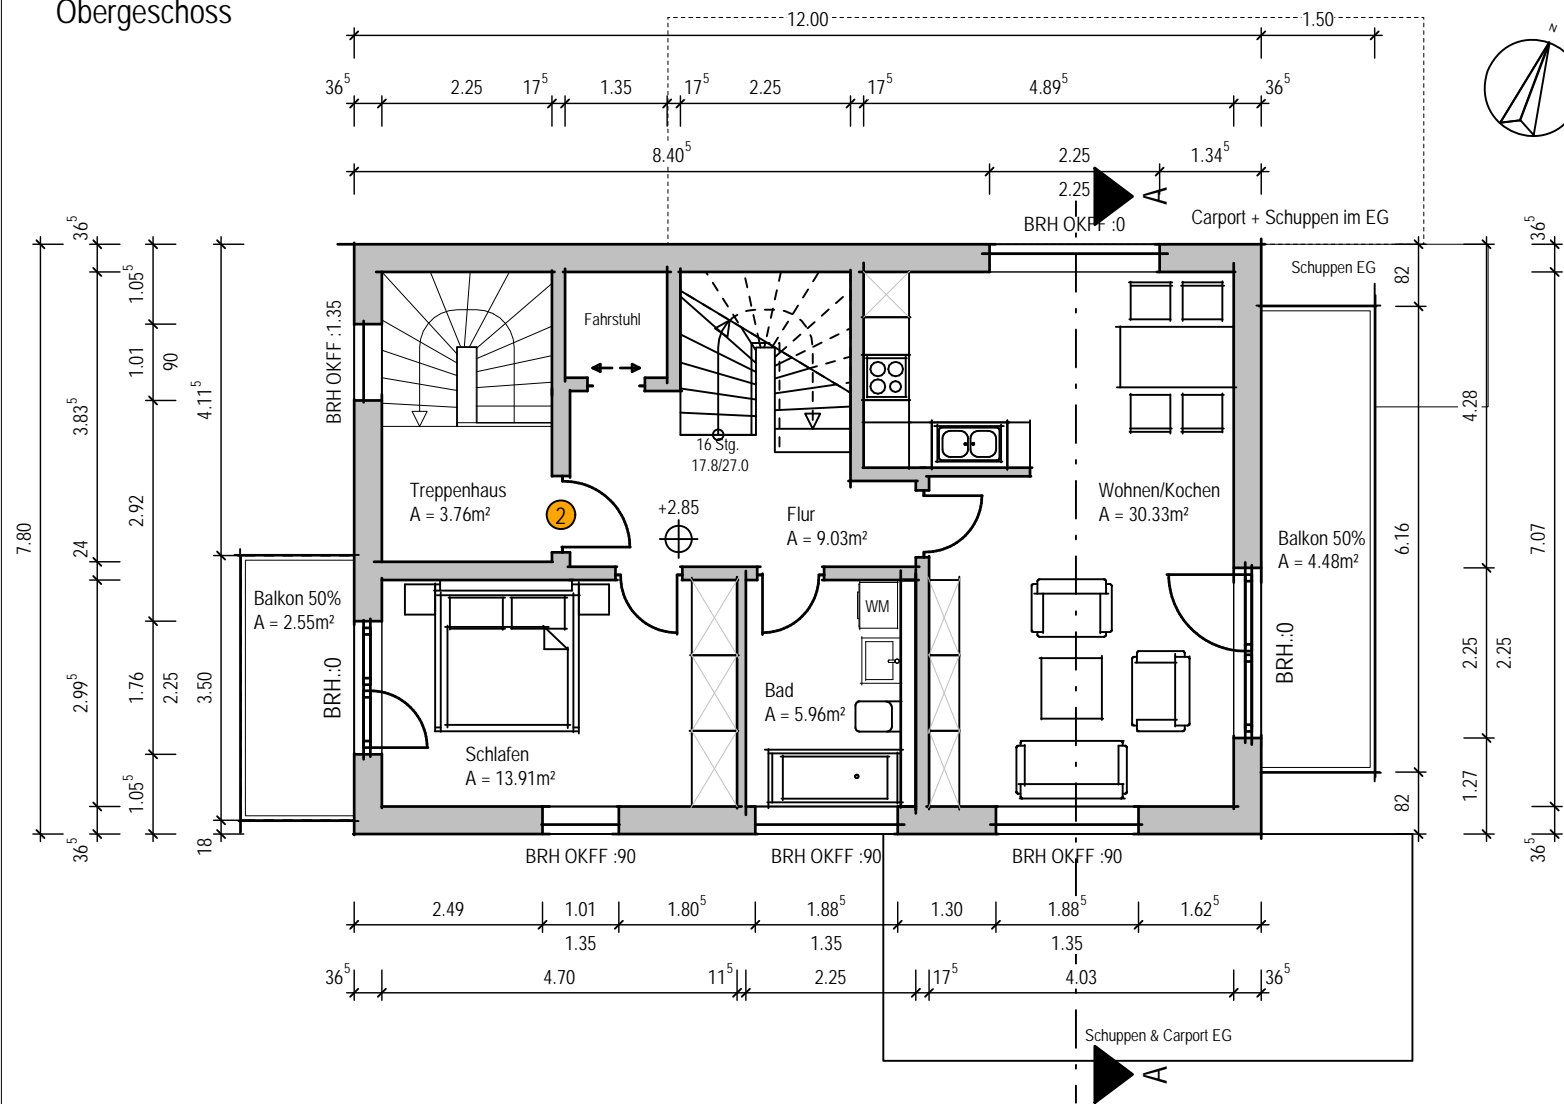 Obergeschoss
12.00
1.50
N
36⁵
2.25
17⁵
1.35
17⁵
2.25
17⁵
4.89⁵
36⁵
8.40⁵
2.25
1.34⁵
2.25
A
BRH OKFF :0
Carport + Schuppen im EG
Schuppen EG
36⁵
1.05⁵
82
36⁵
Fahrstuhl
BRH OKFF :1.35
1.01
90
3.83⁵
4.11⁵
4.28
16 Stg.
17.8/27.0
Treppenhaus
A = 3.76m²
2
+2.85
Flur
A = 9.03m²
Wohnen/Kochen
A = 30.33m²
2.92
7.80
24
Balkon 50%
A = 4.48m²
6.16
7.07
Balkon 50%
A = 2.55m²
WM
BRH.:0
BRH.:0
2.25
2.25
2.99⁵
1.76
2.25
3.50
Bad
A = 5.96m²
Schlafen
A = 13.91m²
1.05⁵
1.27
82
36⁵
18
36⁵
BRH OKFF :90
BRH OKFF :90
BRH OKFF :90
2.49
1.01
1.80⁵
1.88⁵
1.30
1.88⁵
1.62⁵
1.35
1.35
1.35
36⁵
4.70
11⁵
2.25
17⁵
4.03
36⁵
Schuppen & Carport EG
A